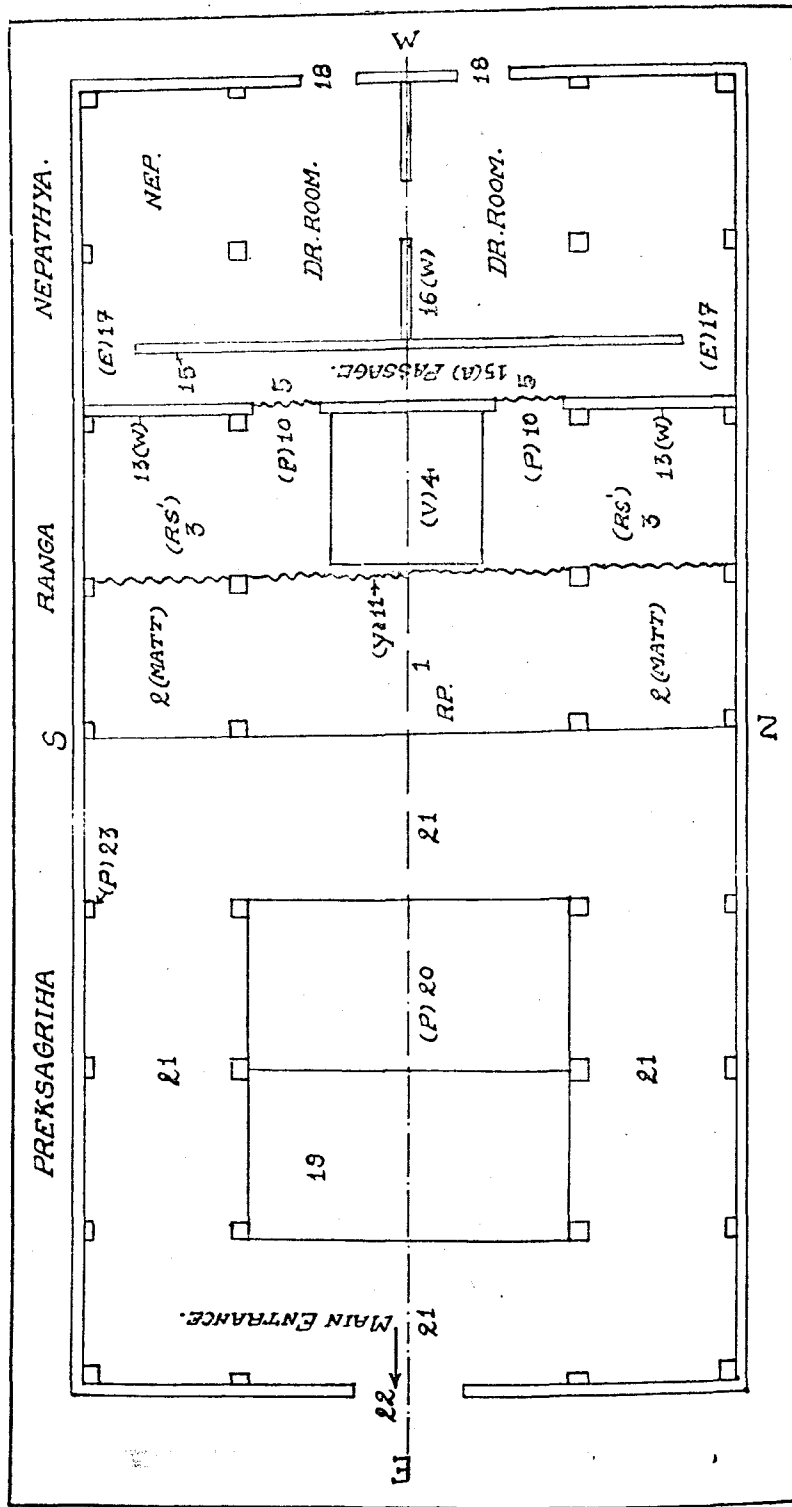 PREKSAGRIHA
S
RANGA
NEPATHYA.
(P) 23
2 (MATT)
(RS')
3
13(W)
15
(E)17
NEP.
18
21
19
(P)10
5
DR. ROOM.
MAIN ENTRANCE.
15(A) PASSAGE.
E
22
21
(P) 20
21
1
RP.
11
(V)4
16(W)
W
(P)10
5
DR. ROOM.
18
21
2 (MATT)
(RS')
3
13(W)
(E)17
N